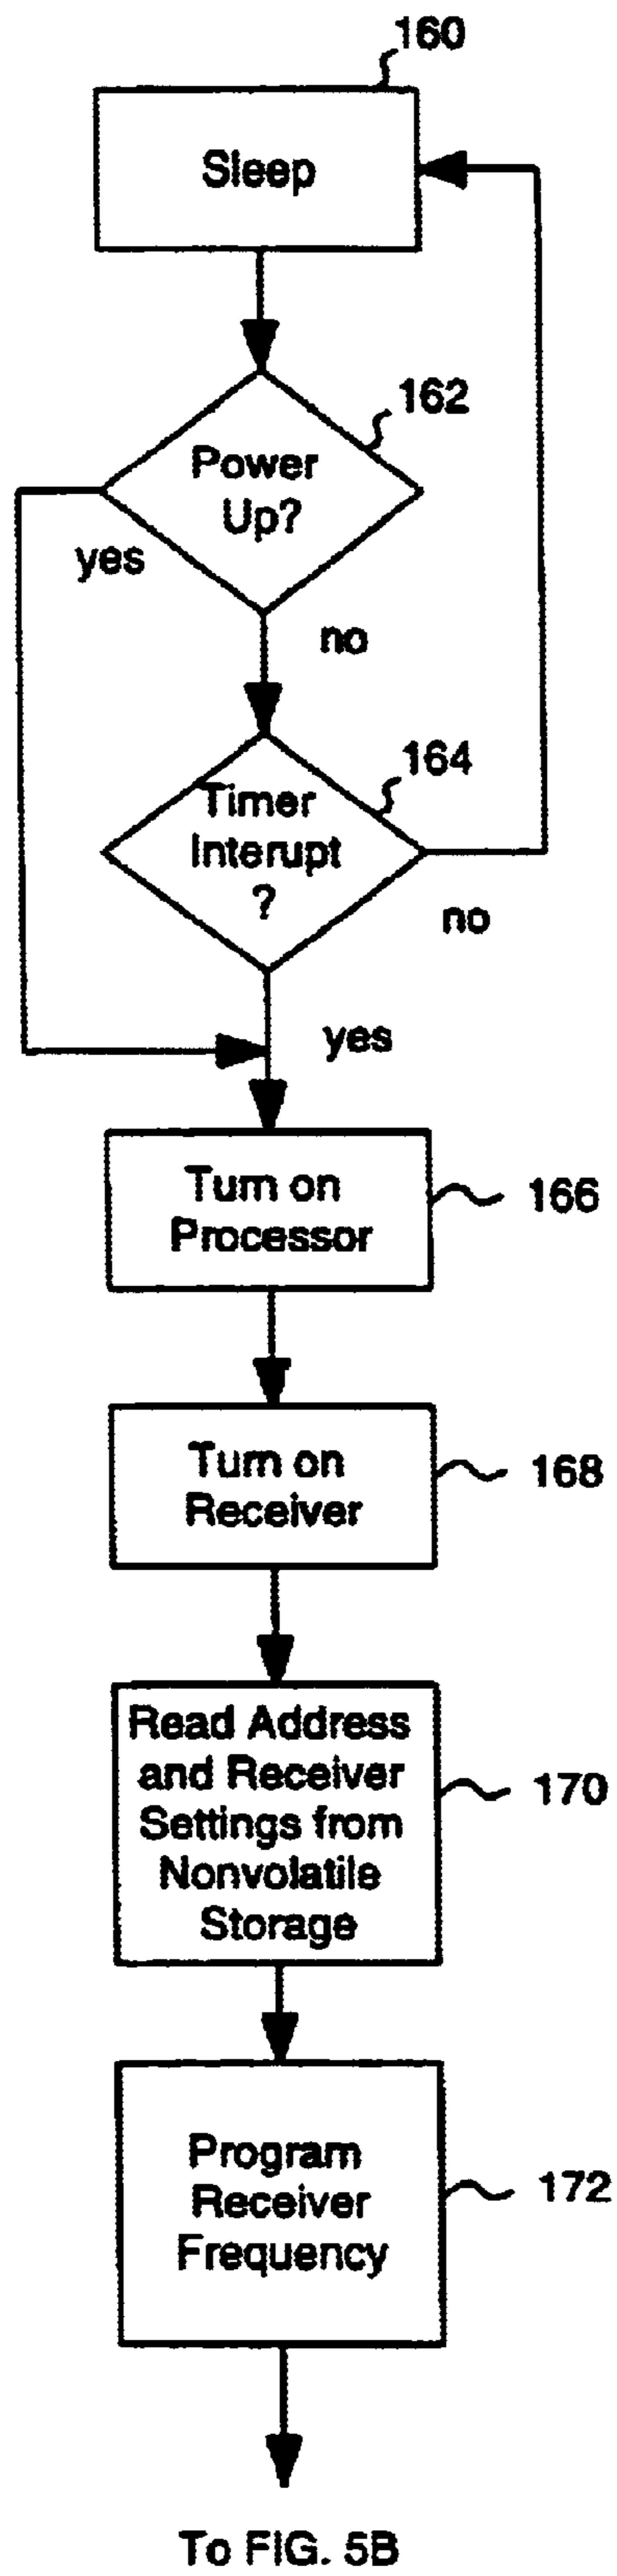 160
Sleep
162
Power
Up?
yes
no
164
Timer
Interupt
?
no
yes
Turn on
Processor
166
Turn on
Receiver
168
Read Address
and Receiver
Settings from
Nonvolatile
Storage
170
Program
Receiver
Frequency
172
To FIG. 5B